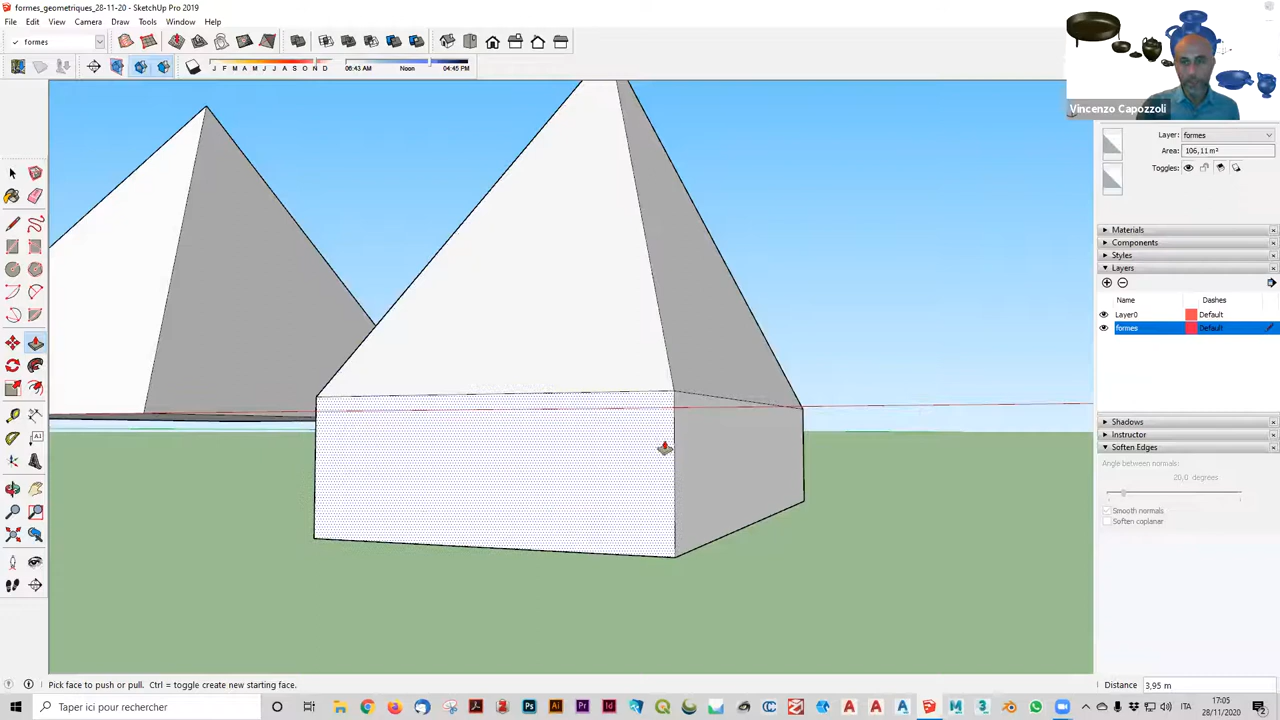 formes_geometriques_28-11-20 - SketchUp Pro 2019
File Edit View Camera Draw Tools Window Help
formes
J F M A M J J A S O N D
06:43 AM Noon 04:45 PM
Vincenzo Capozzoli
Layer: formes
Area: 106,11 m²
Toggles:
Materials
Components
Styles
Layers
Name Dashes
Layer0 Default
formes Default
Shadows
Instructor
Soften Edges
Angle between normals:
20,0 degrees
Smooth normals
Soften coplanar
Pick face to push or pull. Ctrl = toggle create new starting face.
Distance 3,95 m
Taper ici pour rechercher
ITA
17:05
28/11/2020